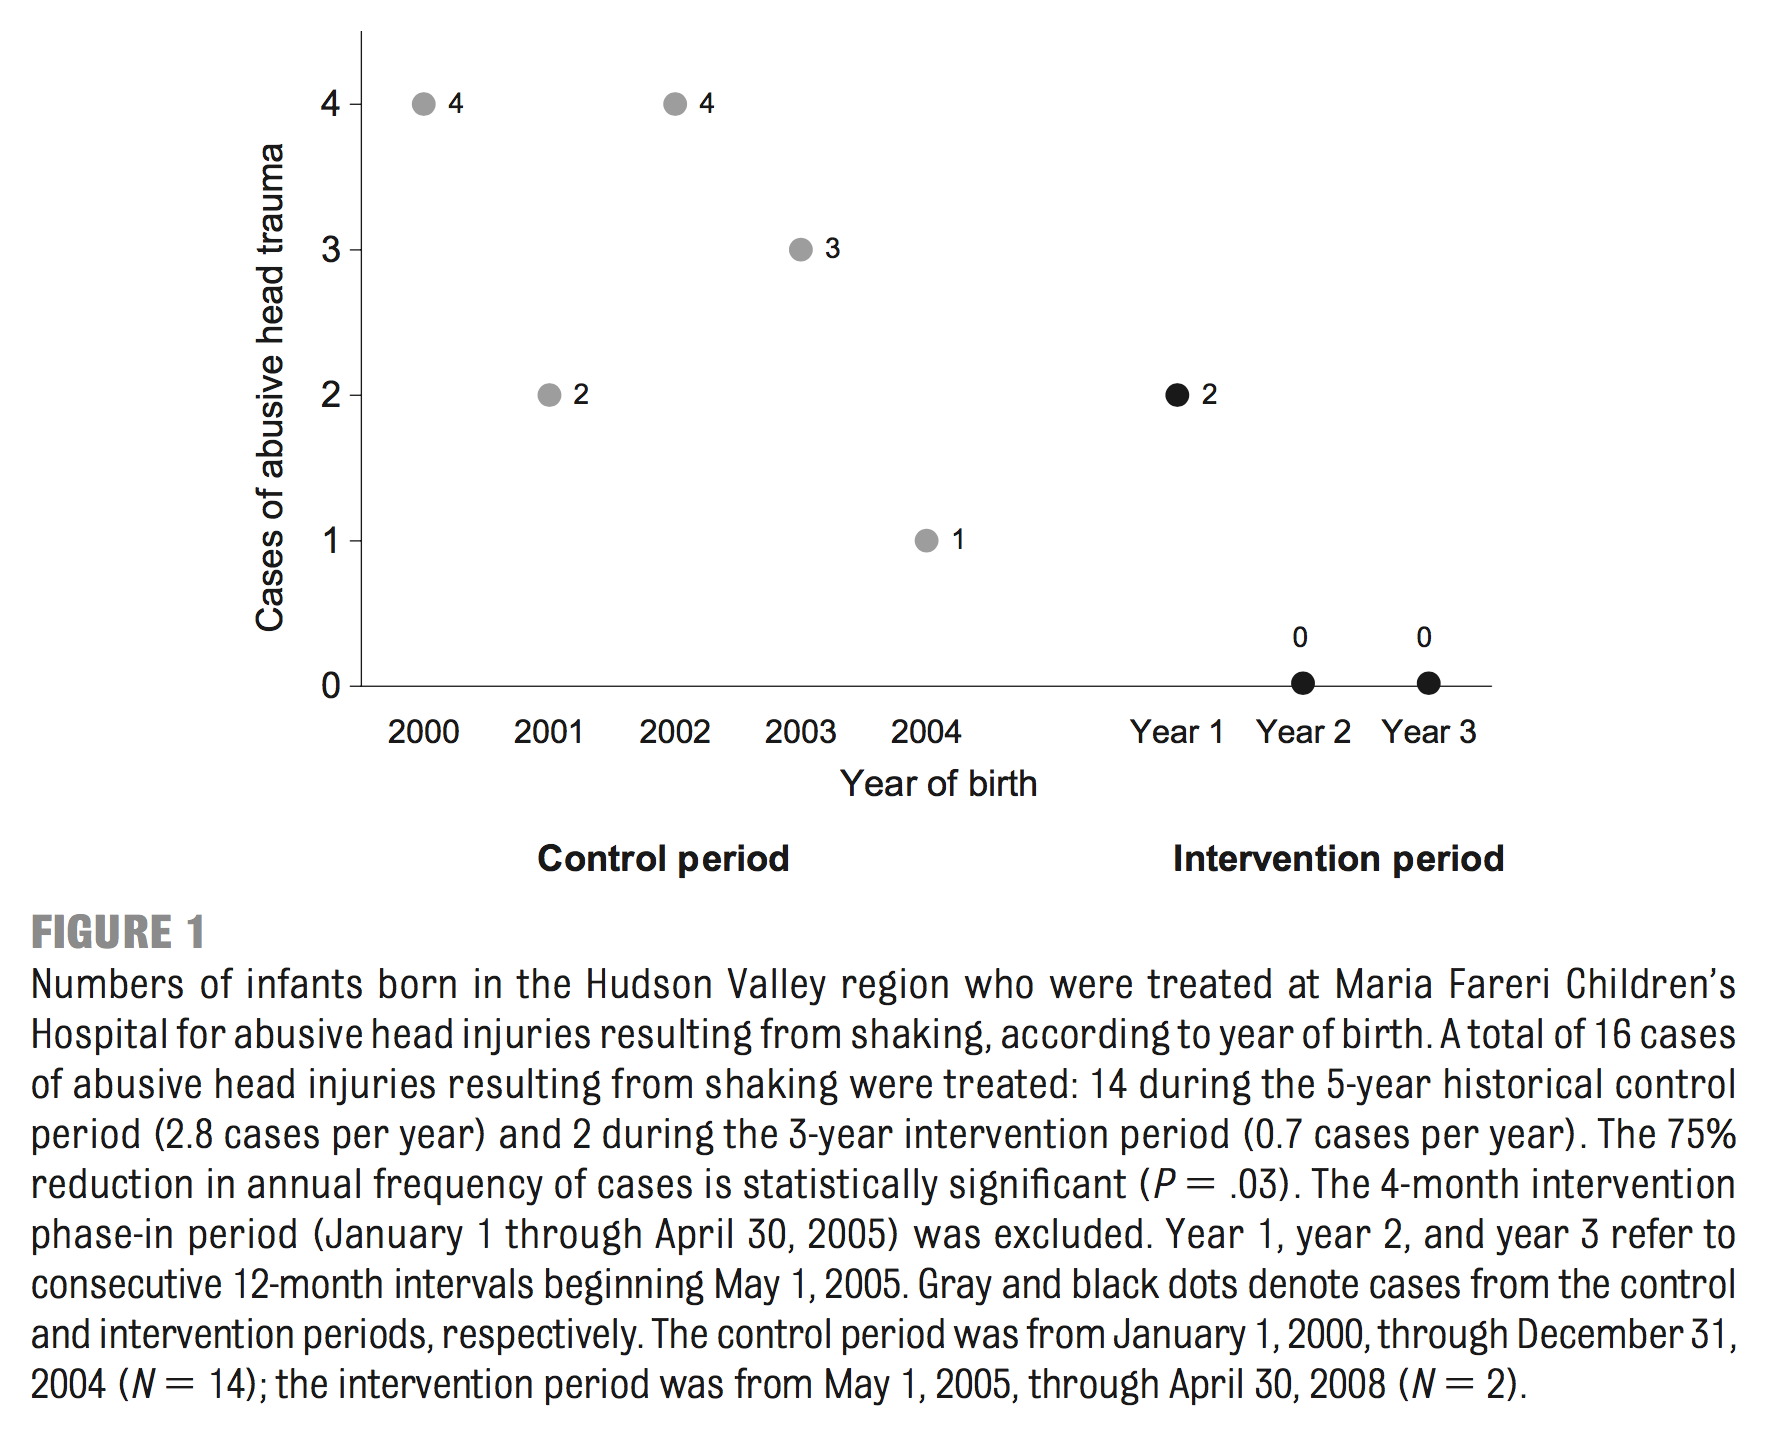 4
3
2
1
0
Cases of abusive head trauma
4
2
4
3
1
2
0
0
2000 2001 2002 2003 2004 Year 1 Year 2 Year 3
Year of birth
Control period Intervention period
FIGURE 1
Numbers of infants born in the Hudson Valley region who were treated at Maria Fareri Children’s
Hospital for abusive head injuries resulting from shaking, according to year of birth. A total of 16 cases
of abusive head injuries resulting from shaking were treated: 14 during the 5-year historical control
period (2.8 cases per year) and 2 during the 3-year intervention period (0.7 cases per year). The 75%
reduction in annual frequency of cases is statistically significant (P = .03). The 4-month intervention
phase-in period (January 1 through April 30, 2005) was excluded. Year 1, year 2, and year 3 refer to
consecutive 12-month intervals beginning May 1, 2005. Gray and black dots denote cases from the control
and intervention periods, respectively. The control period was from January 1, 2000, through December 31,
2004 (N = 14); the intervention period was from May 1, 2005, through April 30, 2008 (N = 2).